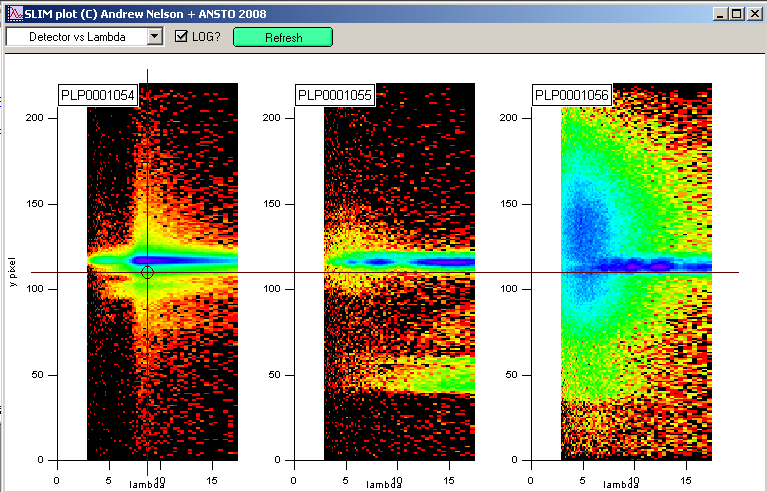 SLIM plot (C) Andrew Nelson + ANSTO 2008
Detector vs Lambda LOG? Refresh
PLP0001054 PLP0001055 PLP0001056
200 200 200
150 150 150
y pixel
100 100 100
50 50 50
0 0 0
0 5 10 15 0 5 10 15 0 5 10 15
lambda lambda lambda